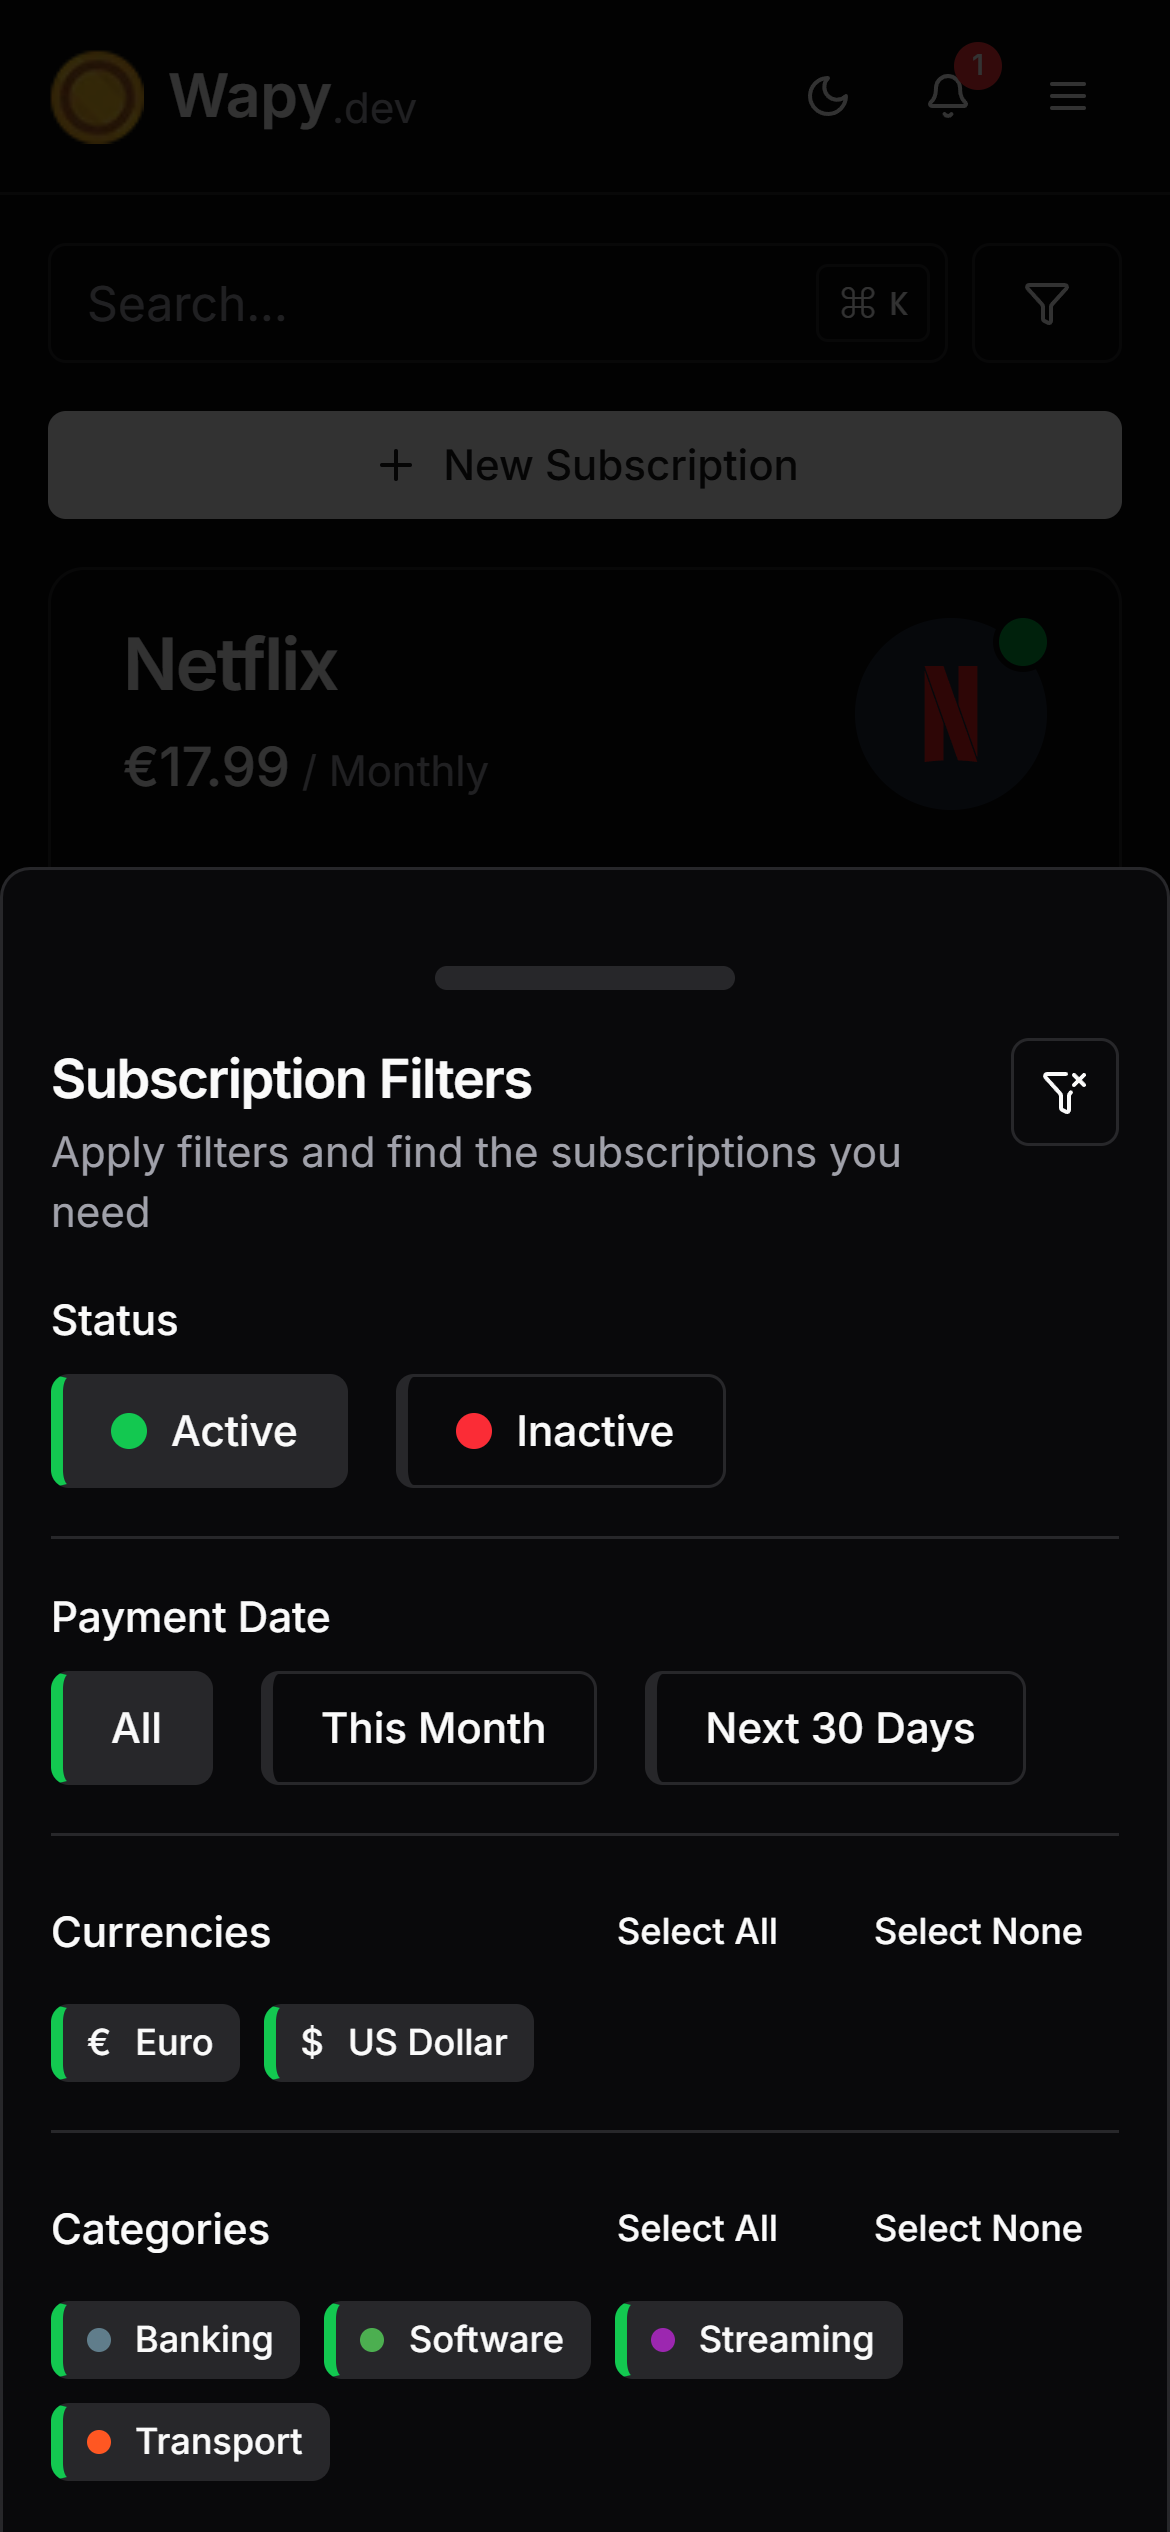 Wapy.dev
1
Search...
⌘ K
+ New Subscription
Netflix
€17.99 / Monthly
N
Subscription Filters
Apply filters and find the subscriptions you
need
Status
Active
Inactive
Payment Date
All
This Month
Next 30 Days
Currencies
Select All
Select None
€ Euro
$ US Dollar
Categories
Select All
Select None
Banking
Software
Streaming
Transport